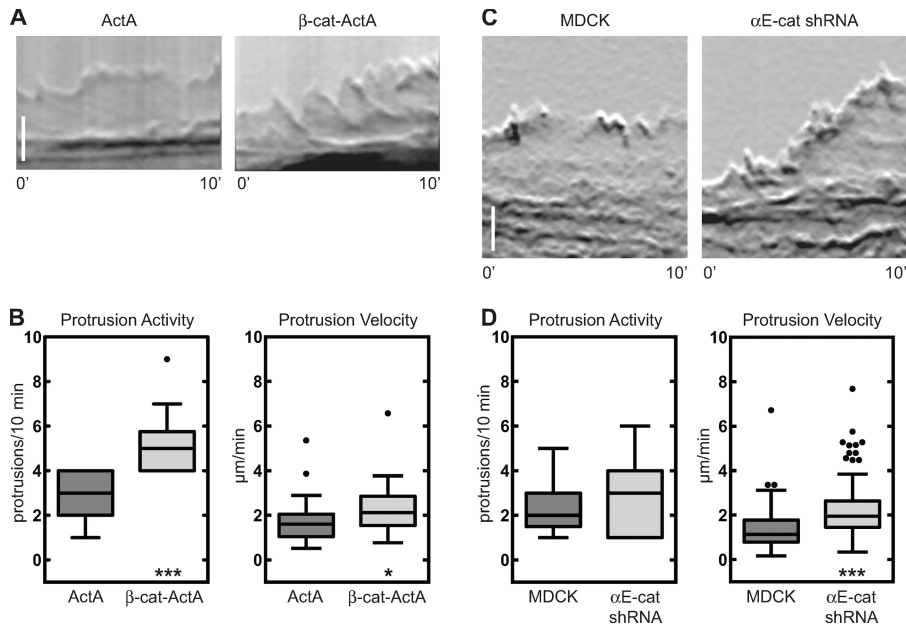 A
ActA
β-cat-ActA
0' 10' 0' 10'
C
MDCK
αE-cat shRNA
0' 10' 0' 10'
B
Protrusion Activity
protrusions/10 min
10
8
6
4
2
0
***
ActA β-cat-ActA
Protrusion Velocity
μm/min
10
8
6
4
2
0
*
ActA β-cat-ActA
D
Protrusion Activity
protrusions/10 min
10
8
6
4
2
0
MDCK αE-cat
shRNA
Protrusion Velocity
μm/min
10
8
6
4
2
0
***
MDCK αE-cat
shRNA